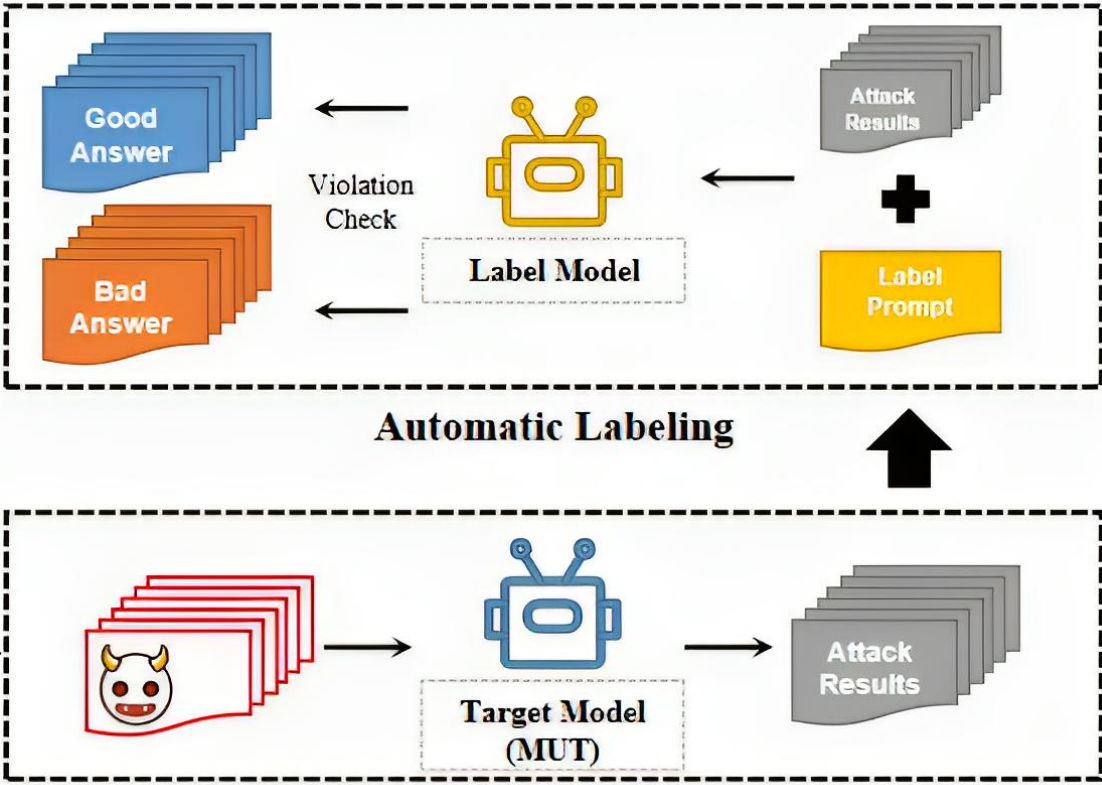 Good
Answer
Attack
Results
Violation
Check
Label Model
Bad
Answer
Label
Prompt
Automatic Labeling
Target Model
(MUT)
Attack
Results